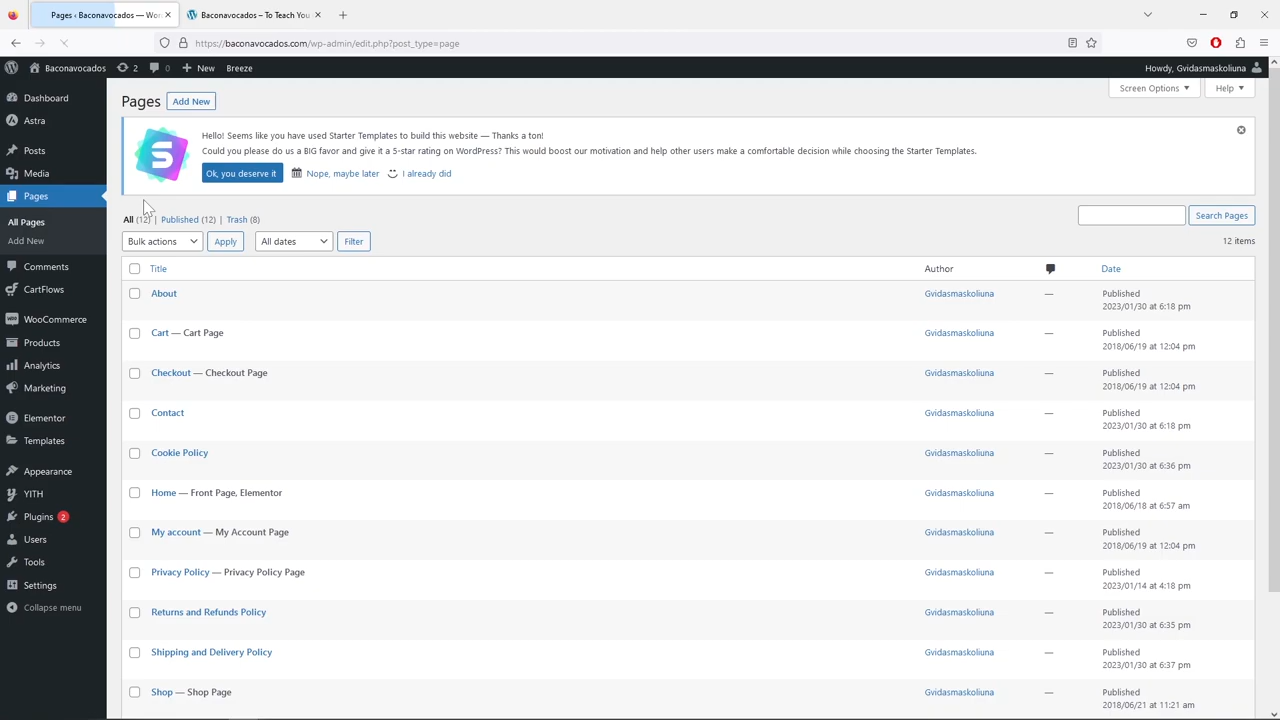 Pages ‹ Baconavocados — Wor
Baconavocados – To Teach You
https://baconavocados.com/wp-admin/edit.php?post_type=page
Baconavocados
2
New
Breeze
Howdy, Gvidasmaskoliuna
Dashboard
Astra
Posts
Media
Pages
All Pages
Add New
Comments
CartFlows
WooCommerce
Products
Analytics
Marketing
Elementor
Templates
Appearance
YITH
Plugins 2
Users
Tools
Settings
Collapse menu
Pages
Add New
Screen Options
Help
S
Hello! Seems like you have used Starter Templates to build this website — Thanks a ton!
Could you please do us a BIG favor and give it a 5-star rating on WordPress? This would boost our motivation and help other users make a comfortable decision while choosing the Starter Templates.
Ok, you deserve it
Nope, maybe later
I already did
All (12) | Published (12) | Trash (8)
Search Pages
Bulk actions
Apply
All dates
Filter
12 items
Title
Author
Date
About
Gvidasmaskoliuna
—
Published
2023/01/30 at 6:18 pm
Cart — Cart Page
Gvidasmaskoliuna
—
Published
2018/06/19 at 12:04 pm
Checkout — Checkout Page
Gvidasmaskoliuna
—
Published
2018/06/19 at 12:04 pm
Contact
Gvidasmaskoliuna
—
Published
2023/01/30 at 6:18 pm
Cookie Policy
Gvidasmaskoliuna
—
Published
2023/01/30 at 6:36 pm
Home — Front Page, Elementor
Gvidasmaskoliuna
—
Published
2018/06/18 at 6:57 am
My account — My Account Page
Gvidasmaskoliuna
—
Published
2018/06/19 at 12:04 pm
Privacy Policy — Privacy Policy Page
Gvidasmaskoliuna
—
Published
2023/01/14 at 4:18 pm
Returns and Refunds Policy
Gvidasmaskoliuna
—
Published
2023/01/30 at 6:35 pm
Shipping and Delivery Policy
Gvidasmaskoliuna
—
Published
2023/01/30 at 6:37 pm
Shop — Shop Page
Gvidasmaskoliuna
—
Published
2018/06/21 at 11:21 am